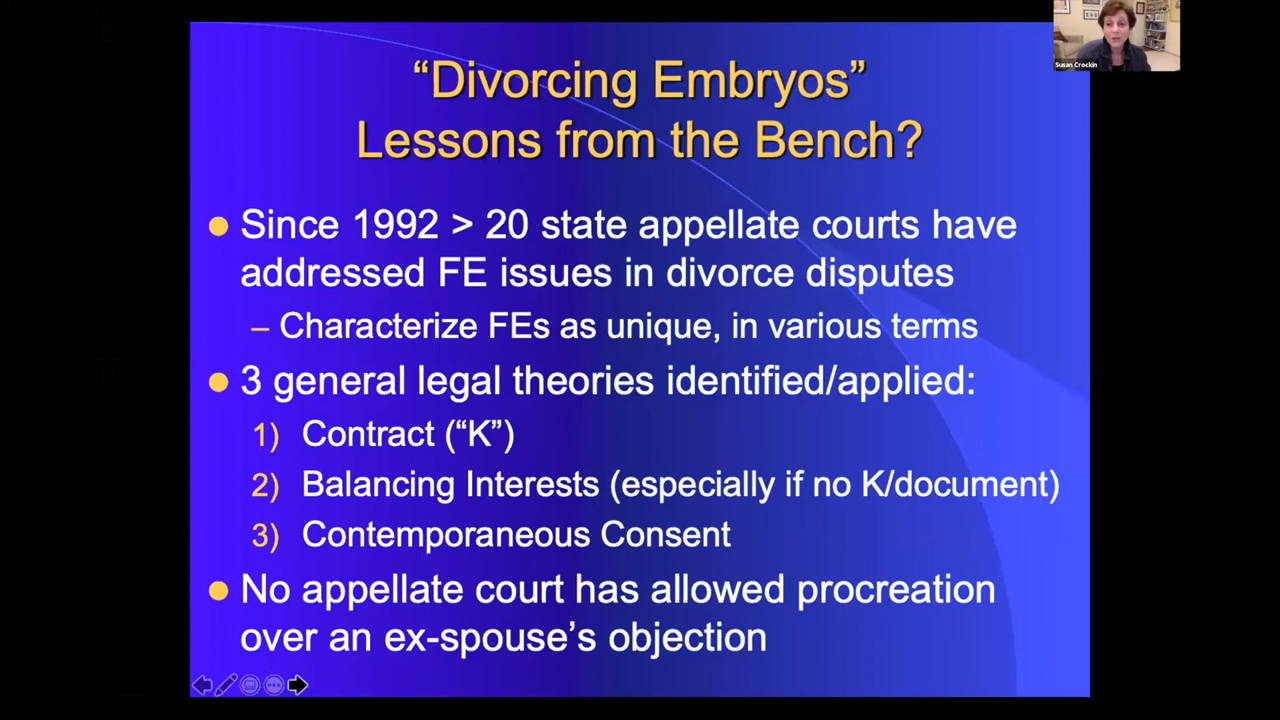 Susan Crockin
“Divorcing Embryos”
Lessons from the Bench?
Since 1992 > 20 state appellate courts have
addressed FE issues in divorce disputes
– Characterize FEs as unique, in various terms
3 general legal theories identified/applied:
1) Contract (“K”)
2) Balancing Interests (especially if no K/document)
3) Contemporaneous Consent
No appellate court has allowed procreation
over an ex-spouse’s objection